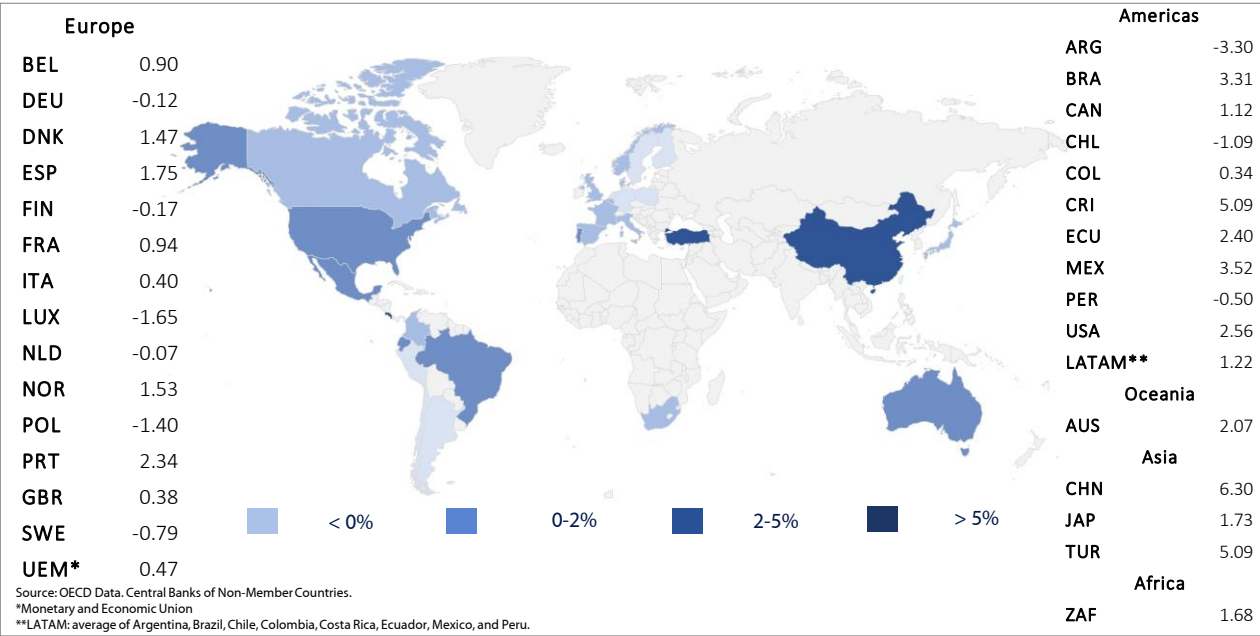 Europe
BEL 0.90
DEU -0.12
DNK 1.47
ESP 1.75
FIN -0.17
FRA 0.94
ITA 0.40
LUX -1.65
NLD -0.07
NOR 1.53
POL -1.40
PRT 2.34
GBR 0.38
SWE -0.79
UEM* 0.47
< 0%
0-2%
2-5%
> 5%
Americas
ARG -3.30
BRA 3.31
CAN 1.12
CHL -1.09
COL 0.34
CRI 5.09
ECU 2.40
MEX 3.52
PER -0.50
USA 2.56
LATAM** 1.22
Oceania
AUS 2.07
Asia
CHN 6.30
JAP 1.73
TUR 5.09
Africa
ZAF 1.68
Source: OECD Data. Central Banks of Non-Member Countries.
*Monetary and Economic Union
**LATAM: average of Argentina, Brazil, Chile, Colombia, Costa Rica, Ecuador, Mexico, and Peru.